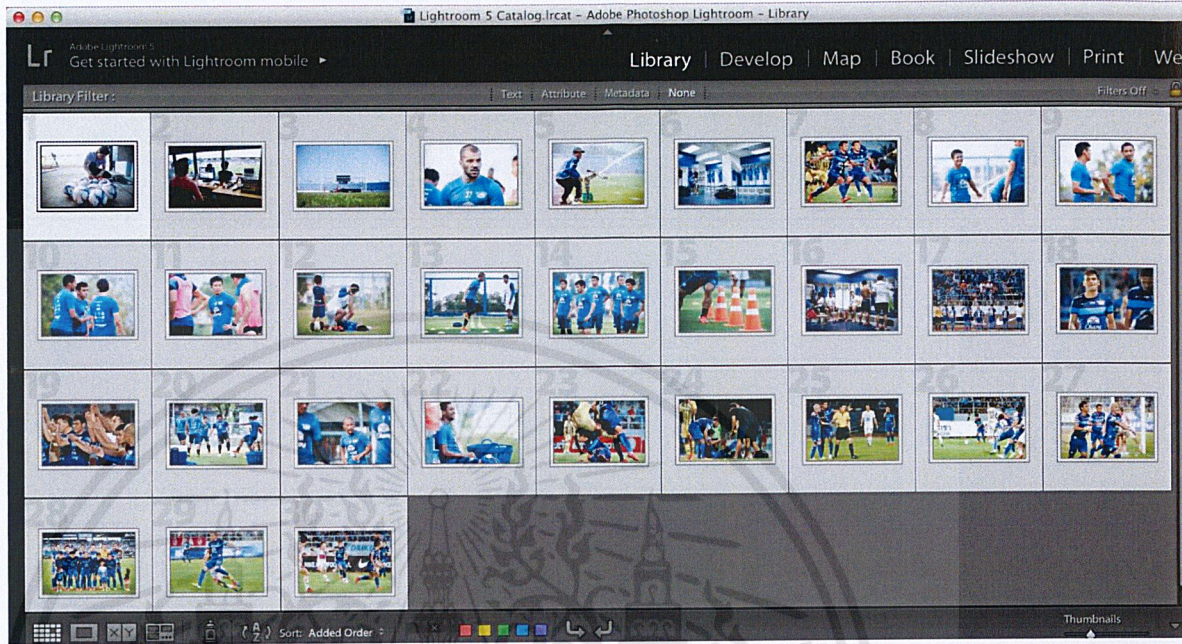 Lightroom 5 Catalog.lrcat - Adobe Photoshop Lightroom - Library
Lr
Adobe Lightroom 5
Get started with Lightroom mobile
Library | Develop | Map | Book | Slideshow | Print | We
Library Filter :
Text | Attribute | Metadata | None
Filters Off
1 2 3 4 5 6 7 8 9
10 11 12 13 14 15 16 17 18
19 20 21 22 23 24 25 26 27
28 29 30
XY
Sort: Added Order
Thumbnails